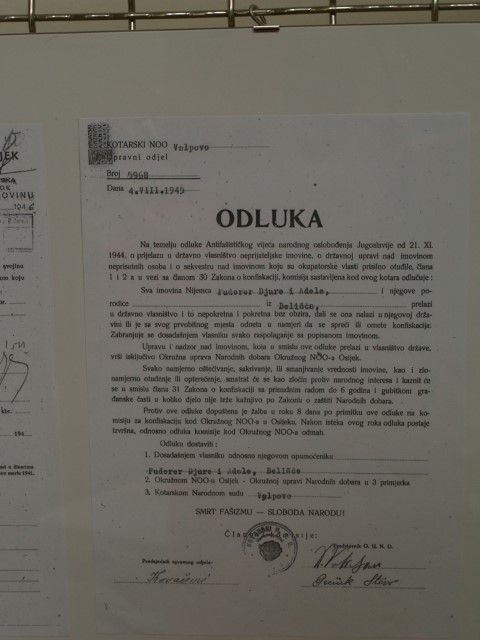 KOTARSKI NOO Valpovo
Upravni odjel
Broj 5968
Dana 4.VIII.1945
ODLUKA
Na temelju odluke Antifašističkog vijeća narodnog oslobođenja Jugoslavije od 21. XI.
1944, o prijelazu u državno vlasništvo neprijateljske imovine, o državnoj upravi nad imovinom
neprisutnih osoba i o sekvestru nad imovinom koju su okupatorske vlasti prisilno otuđile, člana
1 i 2 a u vezi sa članom 30 Zakona o konfiskaciji, komisija sastavljena kod ovog kotara odlučuje:
Sva imovina Nijemca Fuderer Djure i Adele, i njegove po-
rodice iz Belišća, prelazi
u državno vlasništvo i to nepokretna i pokretna bez obzira, dali se ona nalazi u njegovoj drža-
vini ili je sa svog prvobitnog mjesta odneta u namjeri da se spreči ili omete konfiskacija.
Zabranjuje se dosadašnjem vlasniku svako raspolaganje sa popisanom imovinom.
Upravu i nadzor nad imovinom, koja u smislu ove odluke prelazi u vlasništvo države,
vrši isključivo Okružna uprava Narodnih dobara Okružnog NOO-a Osijek.
Svako namjerno oštećenje, sakrivanje, ili smanjivanje vrednosti imovine, kao i zlo-
namjerno otuđenje ili opterećenje, smatrat će se kao zločin protiv narodnog interesa i kaznit će
se u smislu člana 31 Zakona o konfiskaciji sa prinudnim radom do 6 godina i gubitkom građan-
ske časti u koliko djelo nije teže kažnjivo po Zakonu o zaštiti Narodnih dobara.
Protiv ove odluke dopuštena je žalba u roku 8 dana po primitku ove odluke na ko-
misiju za konfiskaciju kod Okružnog NOO-a u Osijeku, Nakon isteka ovog roka odluka postaje
izvršna, odnosno odluka komisije kod Okružnog NOO-a odmah.
Odluku dostaviti:
1. Dosadašnjem vlasniku odnosno njegovom opunomoćeniku
Fuderer Djure i Adele, Belišće
2. Okružnom NOO-u Osijek - Okružnoj upravi Narodnih dobara u 3 primjerka
3. Kotarskom Narodnom sudu Valpovo
SMRT FAŠIZMU — SLOBODA NARODU!
Predsjednik upravnog odjela:
Predstavnik O. U. N. D.